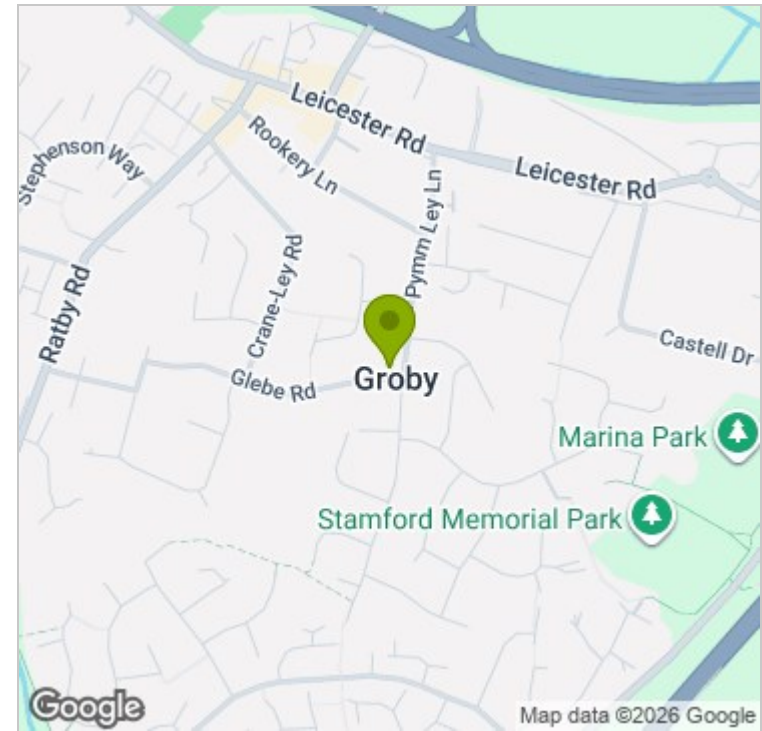 Leicester Rd
Leicester Rd
Rookery Ln
Stephenson Way
Pymm Ley Ln
Crane-Ley Rd
Ratby Rd
Castell Dr
Glebe Rd
Groby
Marina Park
Stamford Memorial Park
Google
Map data ©2026 Google